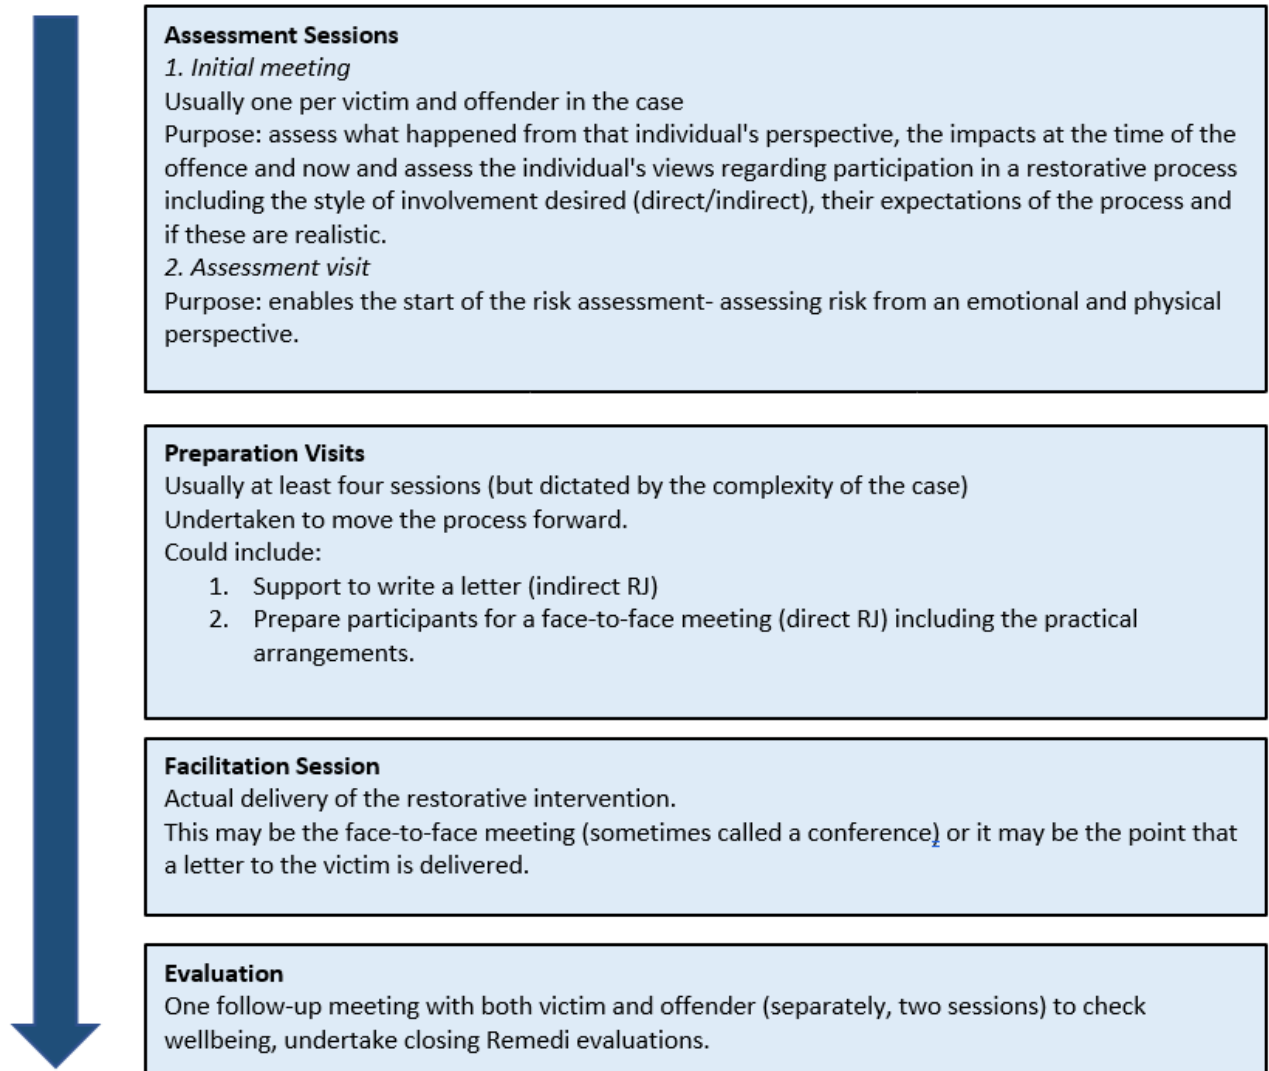 Assessment Sessions
1. Initial meeting
Usually one per victim and offender in the case
Purpose: assess what happened from that individual's perspective, the impacts at the time of the
offence and now and assess the individual's views regarding participation in a restorative process
including the style of involvement desired (direct/indirect), their expectations of the process and
if these are realistic.
2. Assessment visit
Purpose: enables the start of the risk assessment- assessing risk from an emotional and physical
perspective.
Preparation Visits
Usually at least four sessions (but dictated by the complexity of the case)
Undertaken to move the process forward.
Could include:
1. Support to write a letter (indirect RJ)
2. Prepare participants for a face-to-face meeting (direct RJ) including the practical
arrangements.
Facilitation Session
Actual delivery of the restorative intervention.
This may be the face-to-face meeting (sometimes called a conference) or it may be the point that
a letter to the victim is delivered.
Evaluation
One follow-up meeting with both victim and offender (separately, two sessions) to check
wellbeing, undertake closing Remedi evaluations.